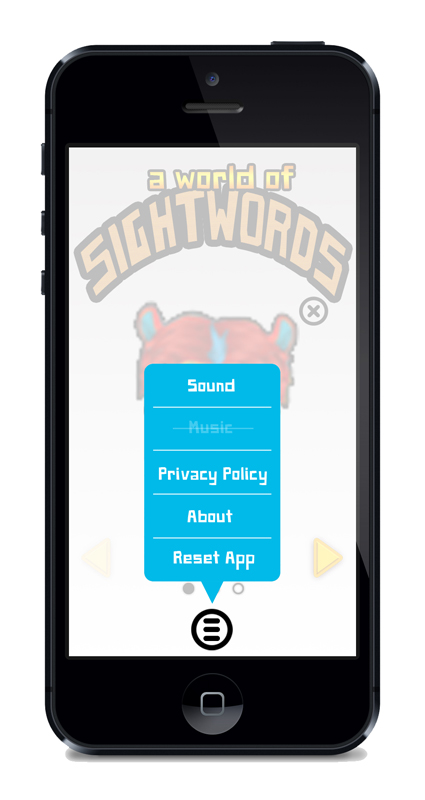 a world of
SIGHTWORDS
Sound
Music
Privacy Policy
About
Reset App